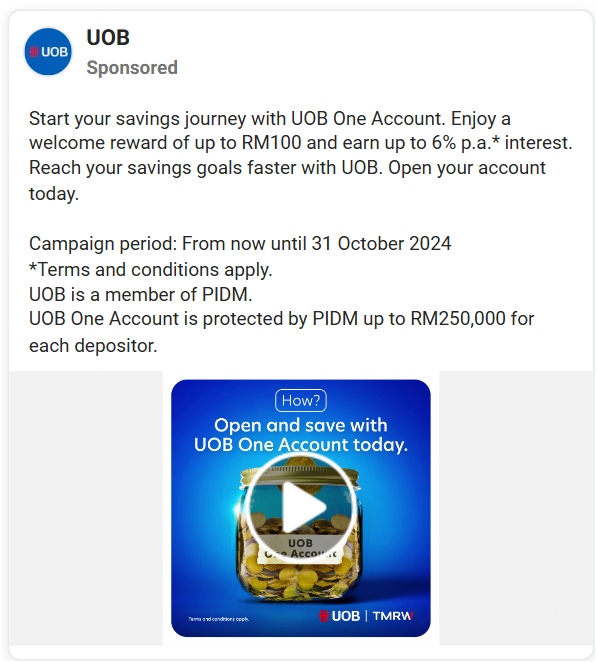 UOB
UOB
Sponsored
Start your savings journey with UOB One Account. Enjoy a
welcome reward of up to RM100 and earn up to 6% p.a.* interest.
Reach your savings goals faster with UOB. Open your account
today.
Campaign period: From now until 31 October 2024
*Terms and conditions apply.
UOB is a member of PIDM.
UOB One Account is protected by PIDM up to RM250,000 for
each depositor.
How?
Open and save with
UOB One Account today.
UOB
One Account
Terms and conditions apply.
UOB | TMRW